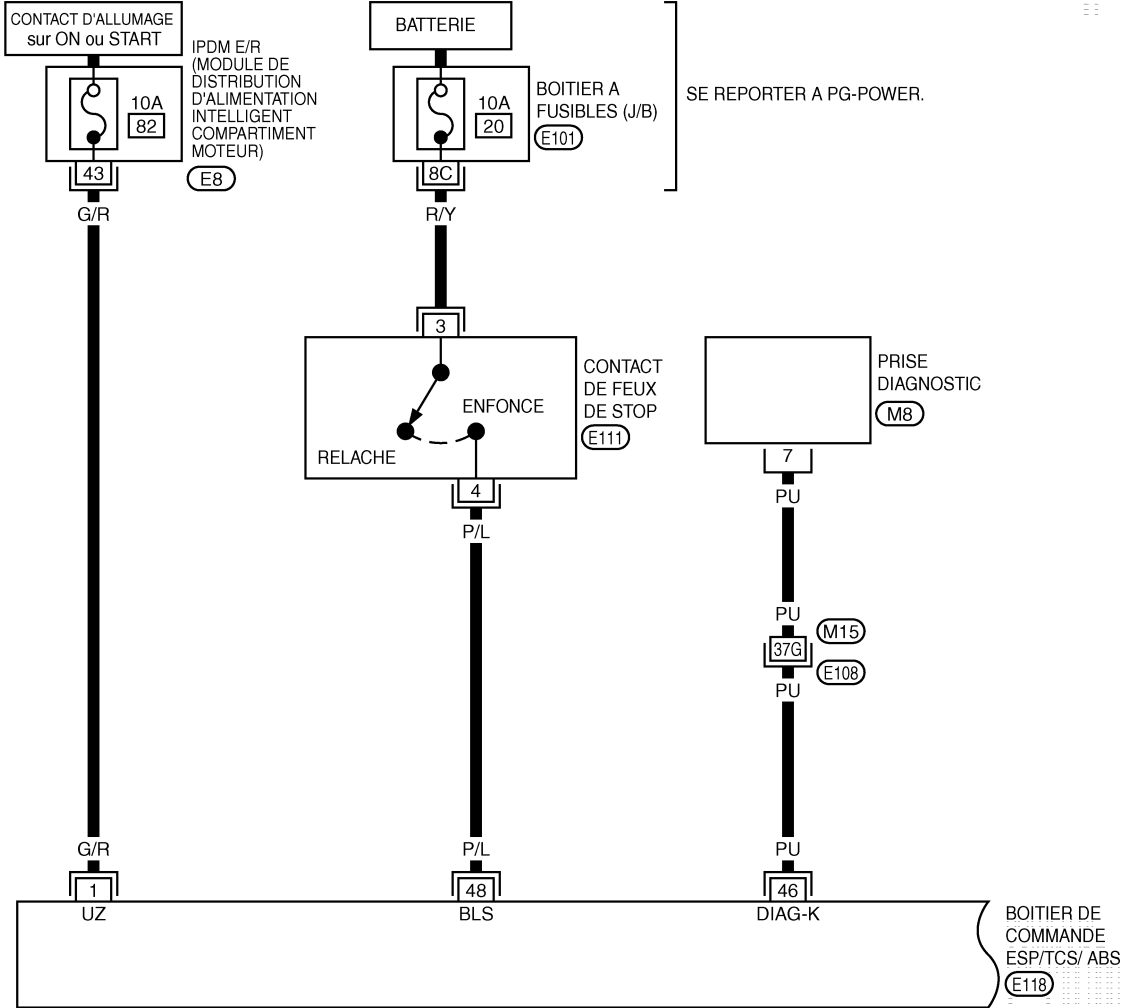 CONTACT D'ALLUMAGE
sur ON ou START
IPDM E/R
(MODULE DE
DISTRIBUTION
D'ALIMENTATION
INTELLIGENT
COMPARTIMENT
MOTEUR)
E8
10A
82
43
G/R
BATTERIE
10A
20
BOITIER A
FUSIBLES (J/B)
E101
8C
R/Y
SE REPORTER A PG-POWER.
3
CONTACT
DE FEUX
DE STOP
E111
ENFONCE
RELACHE
4
P/L
PRISE
DIAGNOSTIC
M8
7
PU
PU
M15
37G
E108
PU
G/R
P/L
PU
1
48
46
UZ
BLS
DIAG-K
BOITIER DE
COMMANDE
ESP/TCS/ ABS
E118